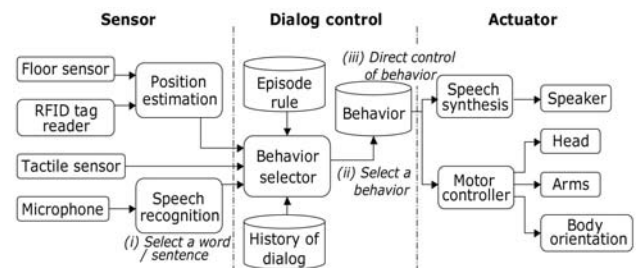 Sensor
Dialog control
Actuator
Floor sensor
RFID tag
reader
Tactile sensor
Microphone
Position
estimation
Speech
recognition
(i) Select a word
/ sentence
Episode
rule
Behavior
selector
History of
dialog
(iii) Direct control
of behavior
Behavior
(ii) Select a
behavior
Speech
synthesis
Motor
controller
Speaker
Head
Arms
Body
orientation